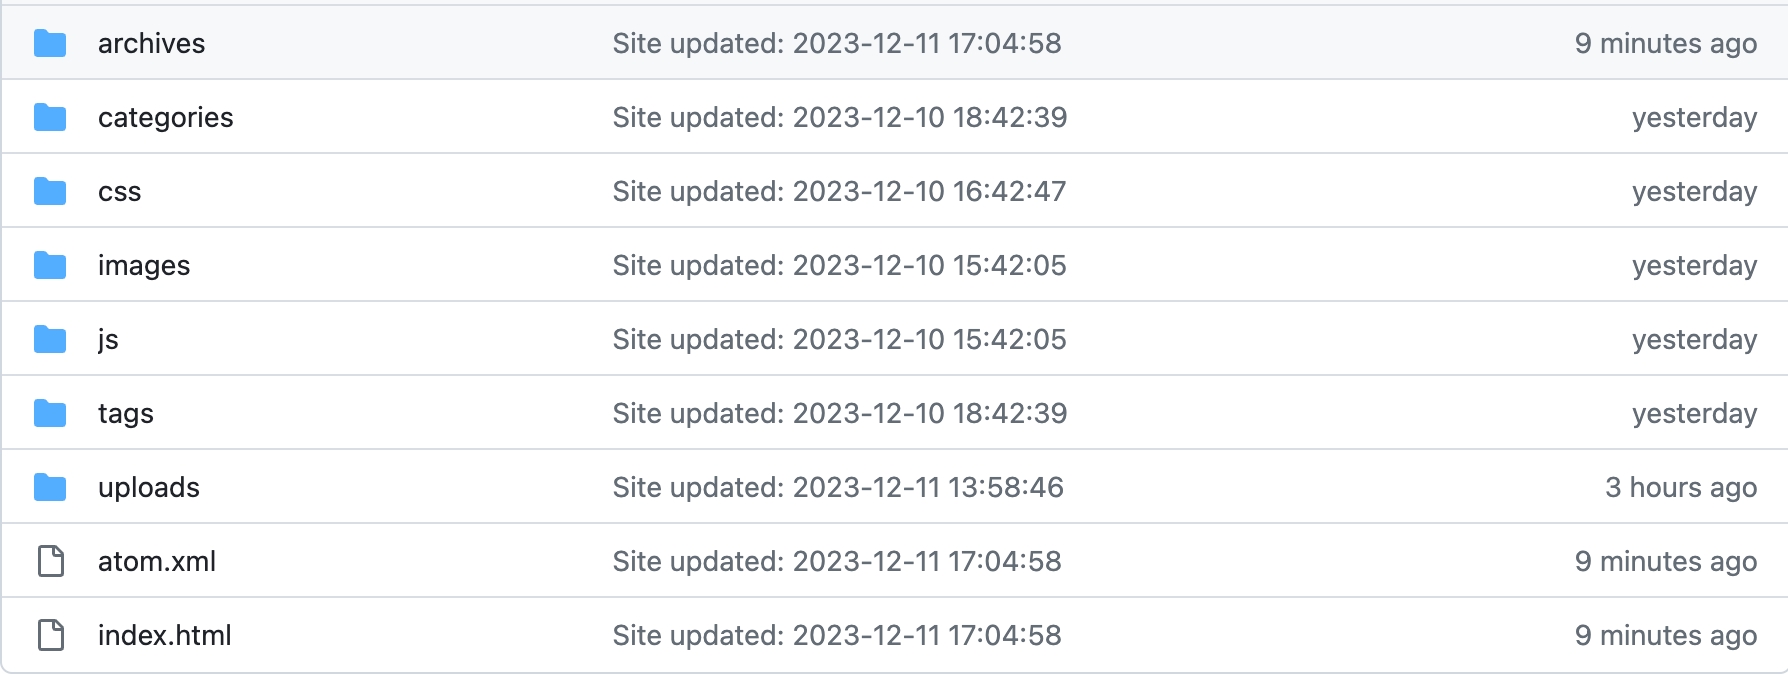 archives Site updated: 2023-12-11 17:04:58 9 minutes ago
categories Site updated: 2023-12-10 18:42:39 yesterday
css Site updated: 2023-12-10 16:42:47 yesterday
images Site updated: 2023-12-10 15:42:05 yesterday
js Site updated: 2023-12-10 15:42:05 yesterday
tags Site updated: 2023-12-10 18:42:39 yesterday
uploads Site updated: 2023-12-11 13:58:46 3 hours ago
atom.xml Site updated: 2023-12-11 17:04:58 9 minutes ago
index.html Site updated: 2023-12-11 17:04:58 9 minutes ago